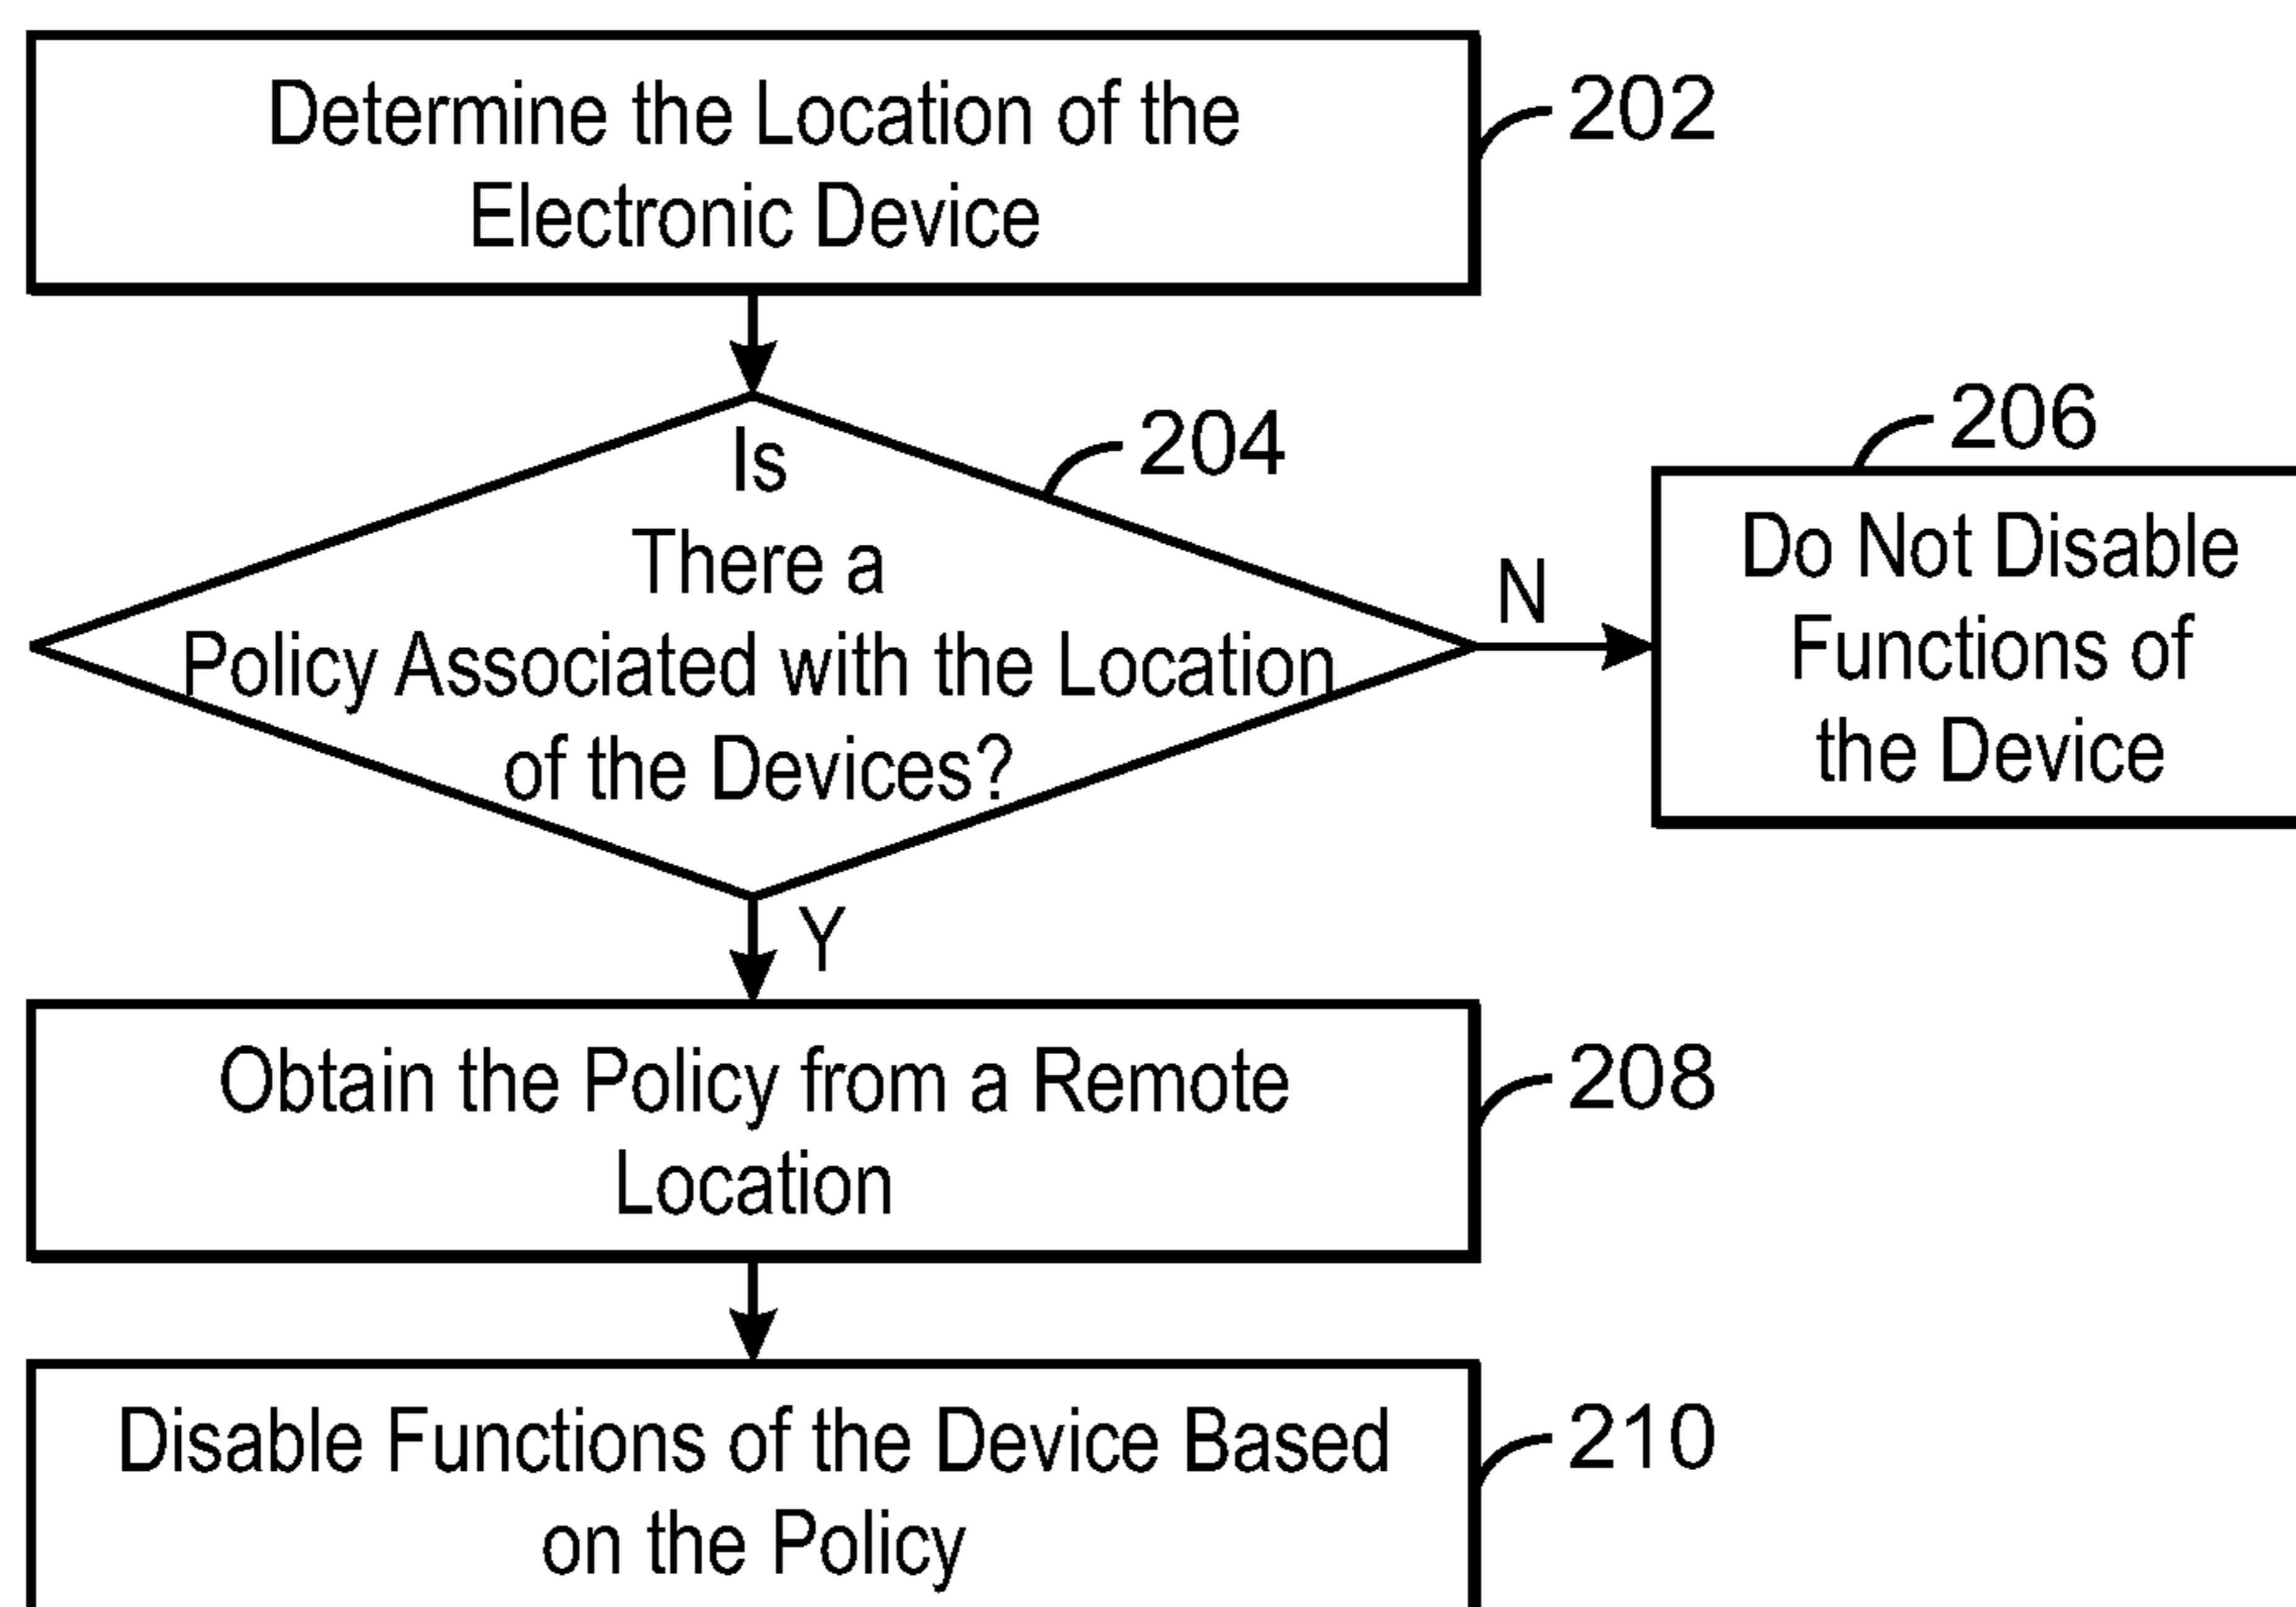 Determine the Location of the
Electronic Device
202
Is
There a
Policy Associated with the Location
of the Devices?
204
N
206
Do Not Disable
Functions of
the Device
Y
Obtain the Policy from a Remote
Location
208
Disable Functions of the Device Based
on the Policy
210